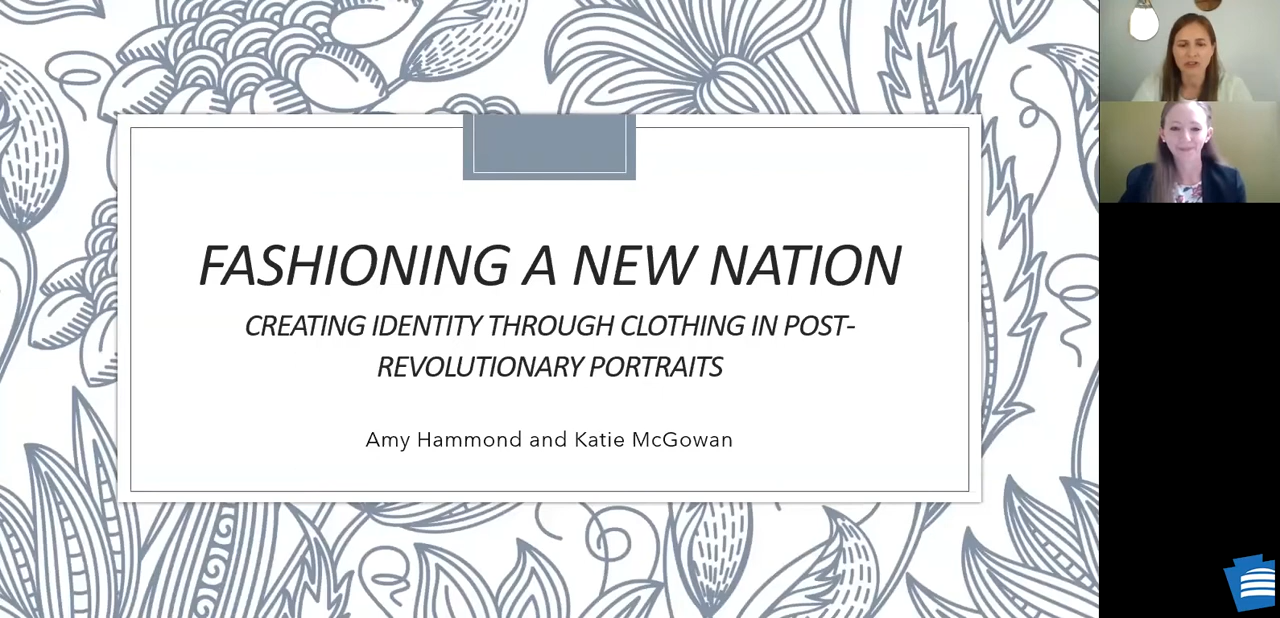 FASHIONING A NEW NATION
CREATING IDENTITY THROUGH CLOTHING IN POST-
REVOLUTIONARY PORTRAITS
Amy Hammond and Katie McGowan